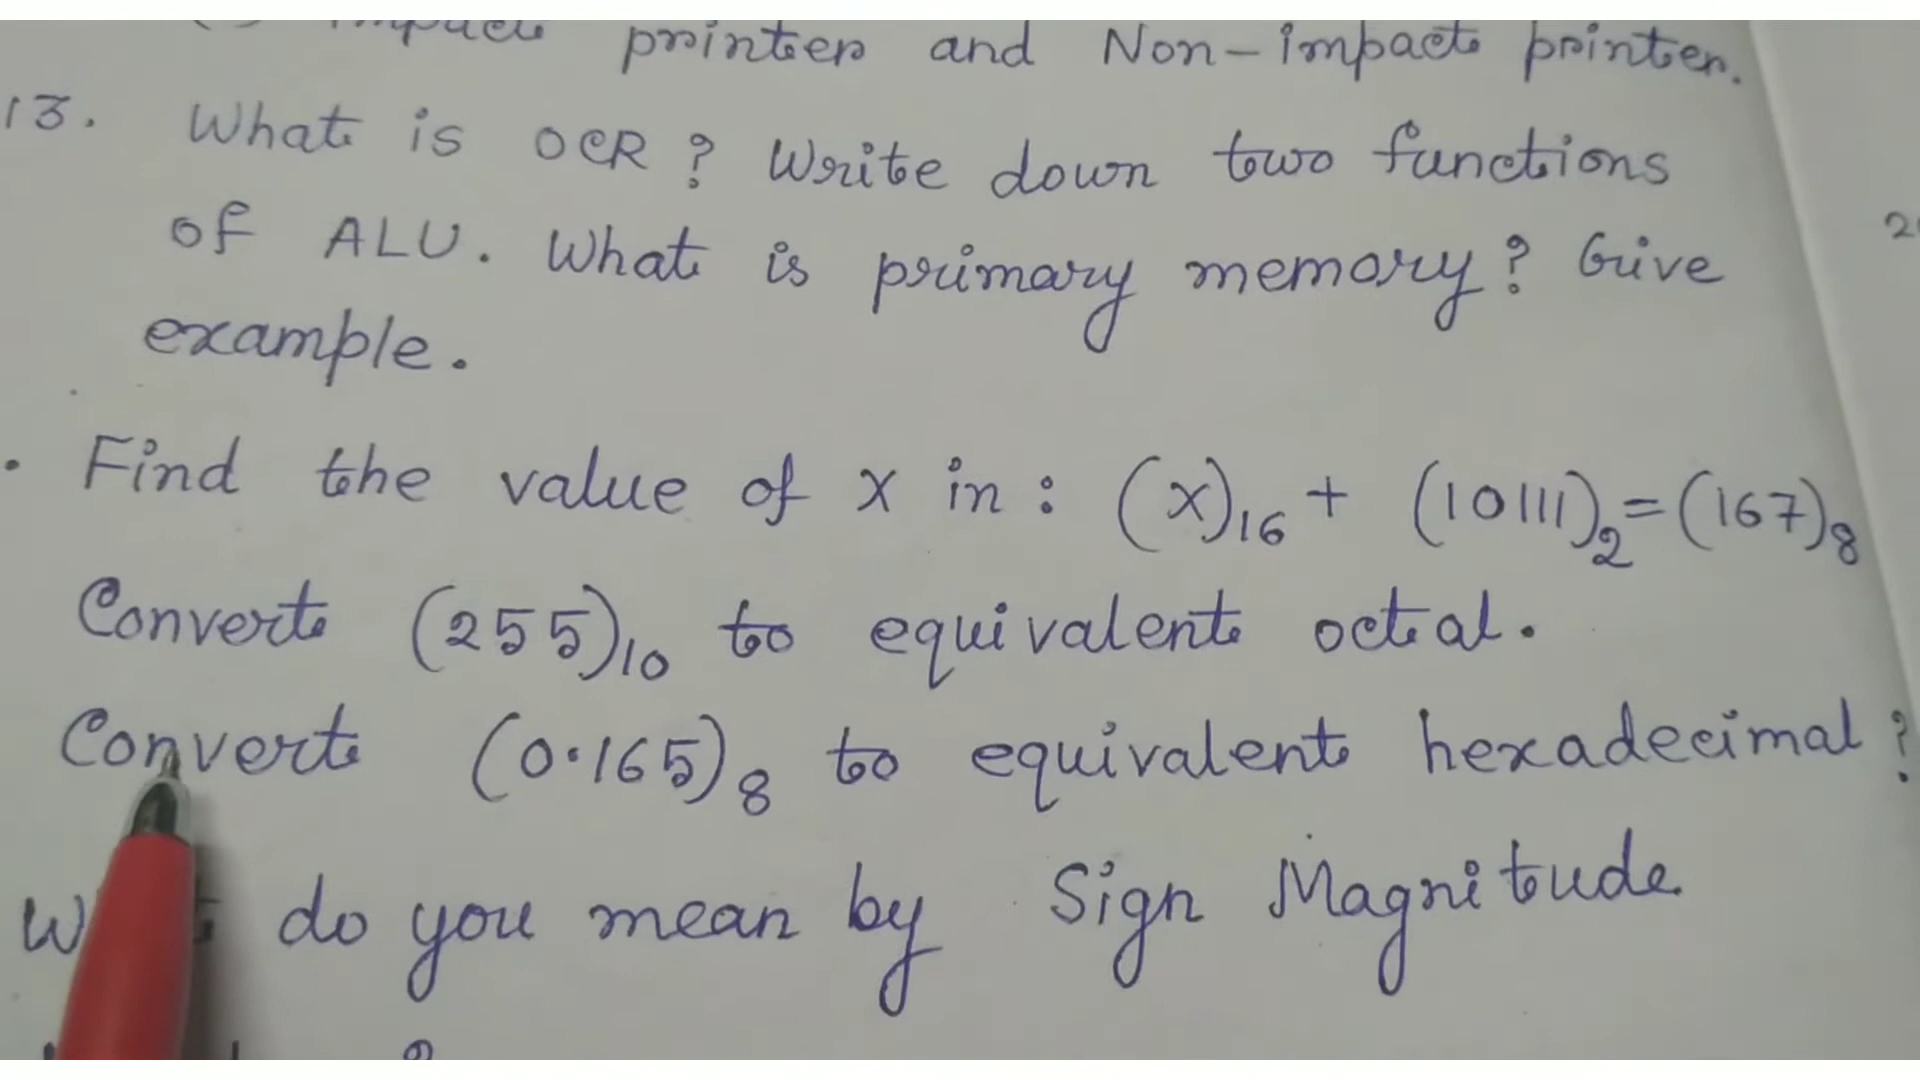 printer and Non-impact printer.
13. What is OCR? Write down two functions
of ALU. What is primary memory? Give
example.
. Find the value of x in: (x)₁₆ + (10111)₂ = (167)₈
Convert (255)₁₀ to equivalent octal.
Convert (0.165)₈ to equivalent hexadecimal?
do you mean by Sign Magnitude